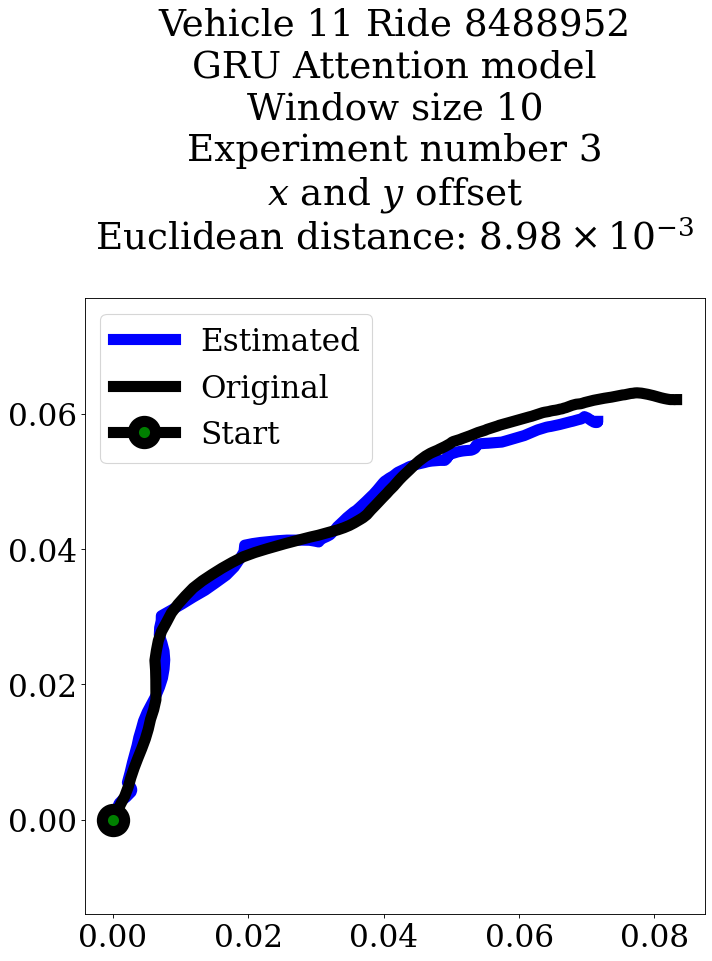 Vehicle 11 Ride 8488952
GRU Attention model
Window size 10
Experiment number 3
x and y offset
Euclidean distance: 8.98 × 10⁻³
Estimated
Original
Start
0.06
0.04
0.02
0.00
0.00 0.02 0.04 0.06 0.08